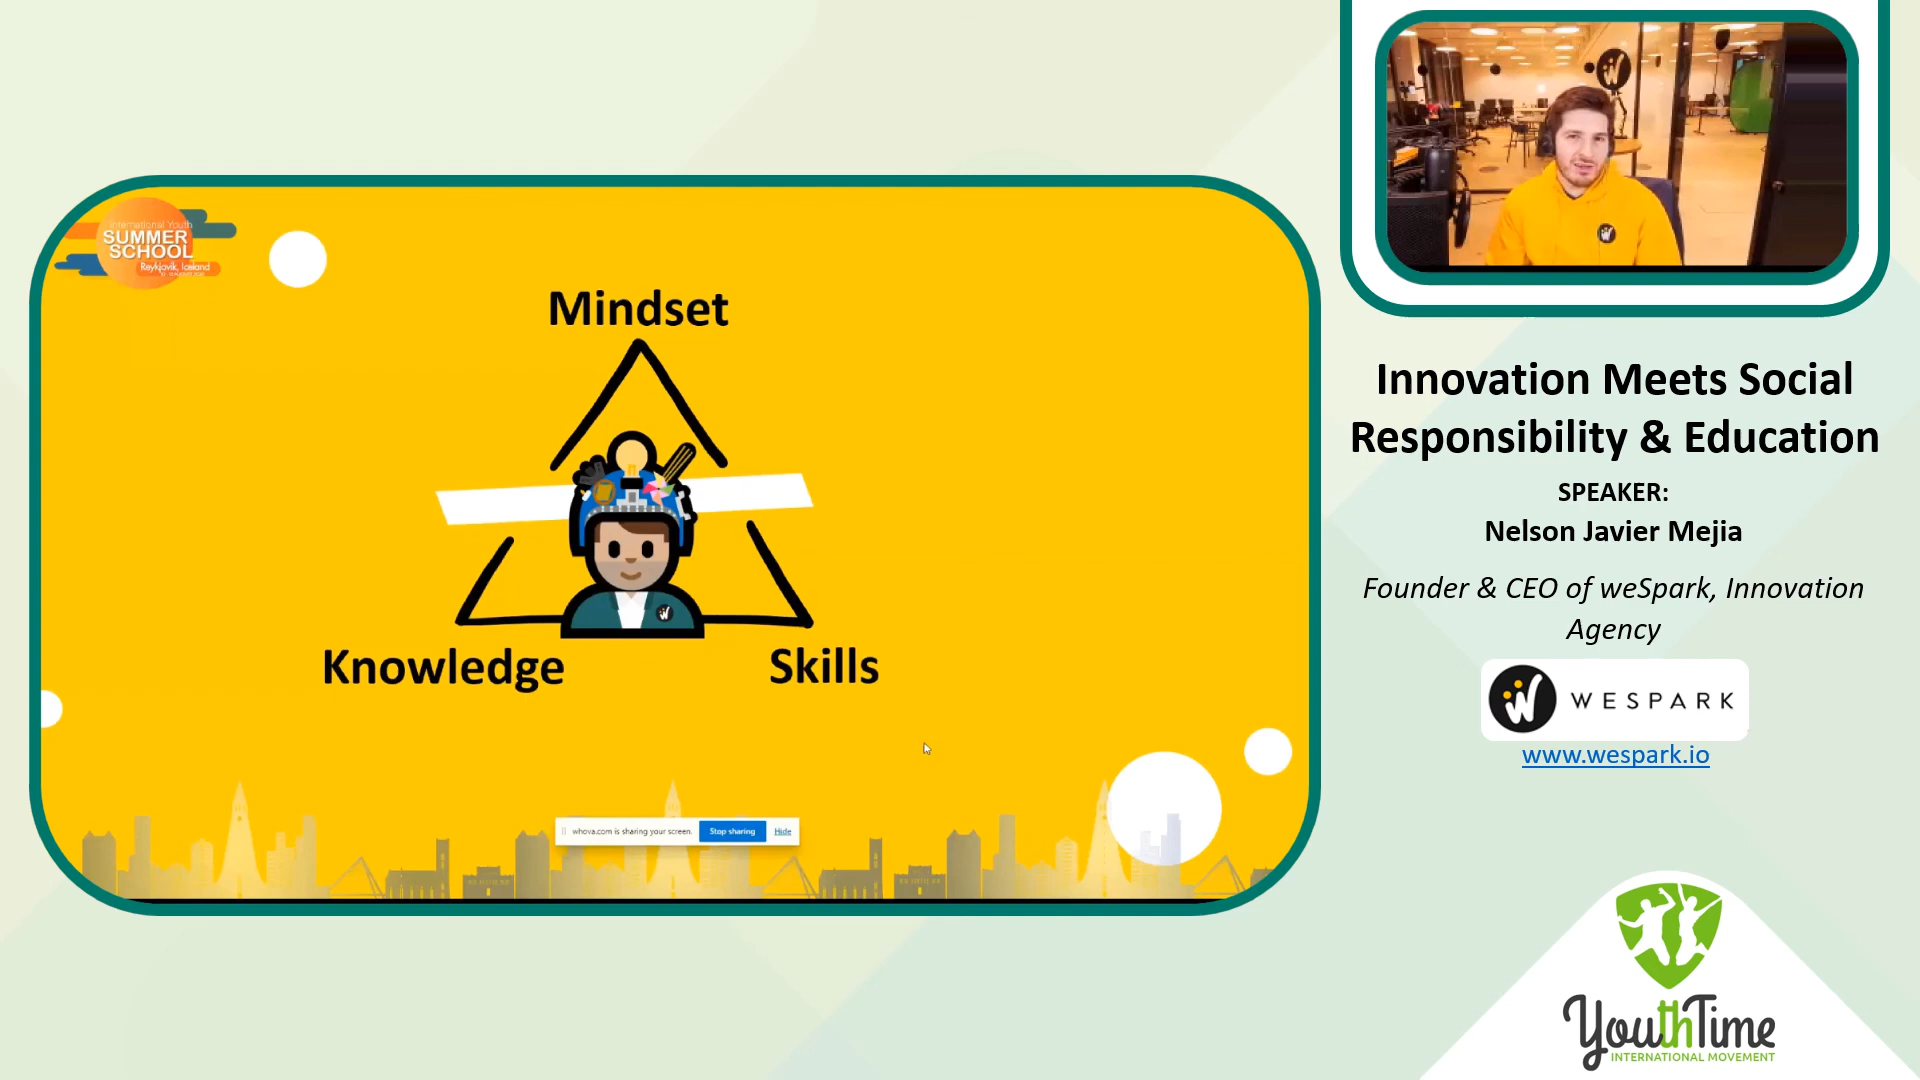 International Youth
SUMMER
SCHOOL
Reykjavik, Iceland
Mindset
Knowledge
Skills
whova.com is sharing your screen.
Stop sharing
Hide
Innovation Meets Social
Responsibility & Education
SPEAKER:
Nelson Javier Mejia
Founder & CEO of weSpark, Innovation
Agency
WESPARK
www.wespark.io
YouthTime
INTERNATIONAL MOVEMENT